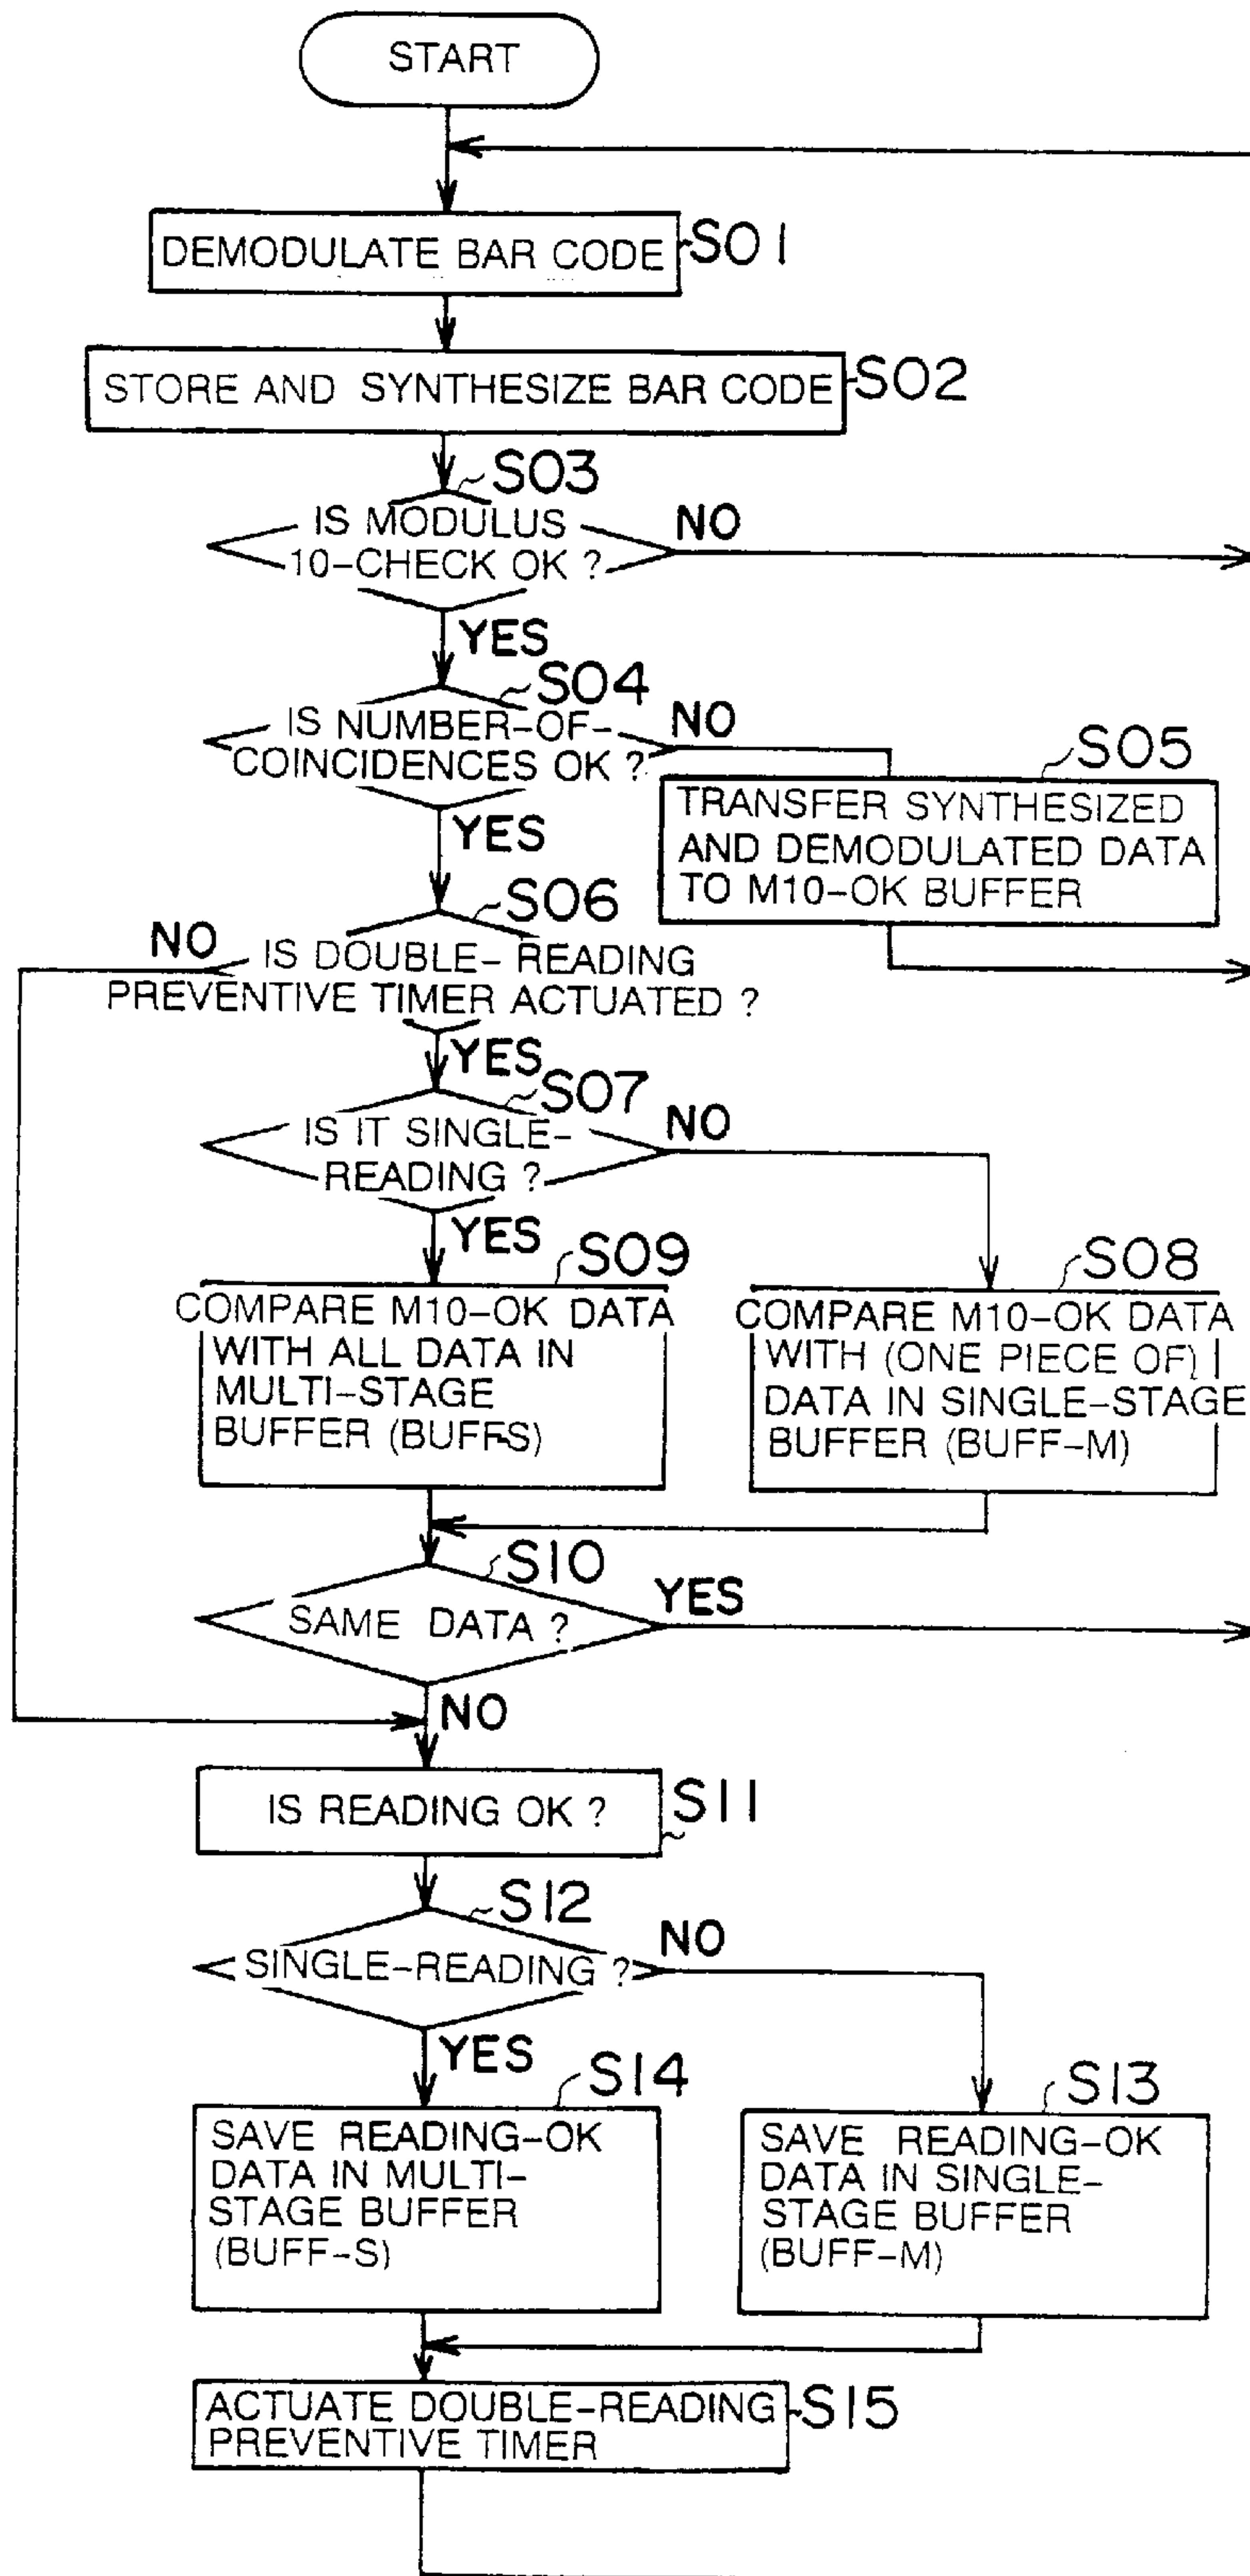 START
DEMODULATE BAR CODE
S01
STORE AND SYNTHESIZE BAR CODE
S02
S03
IS MODULUS
10-CHECK OK ?
NO
YES
S04
IS NUMBER-OF-
COINCIDENCES OK ?
NO
S05
TRANSFER SYNTHESIZED
AND DEMODULATED DATA
TO M10-OK BUFFER
YES
S06
NO
IS DOUBLE- READING
PREVENTIVE TIMER ACTUATED ?
YES
S07
IS IT SINGLE-
READING ?
NO
YES
S09
COMPARE M10-OK DATA
WITH ALL DATA IN
MULTI-STAGE
BUFFER (BUFF-S)
S08
COMPARE M10-OK DATA
WITH (ONE PIECE OF)
DATA IN SINGLE-STAGE
BUFFER (BUFF-M)
S10
SAME DATA ?
YES
NO
IS READING OK ?
S11
S12
SINGLE-READING ?
NO
YES
S14
SAVE READING-OK
DATA IN MULTI-
STAGE BUFFER
(BUFF-S)
S13
SAVE READING-OK
DATA IN SINGLE-
STAGE BUFFER
(BUFF-M)
ACTUATE DOUBLE-READING
PREVENTIVE TIMER
S15